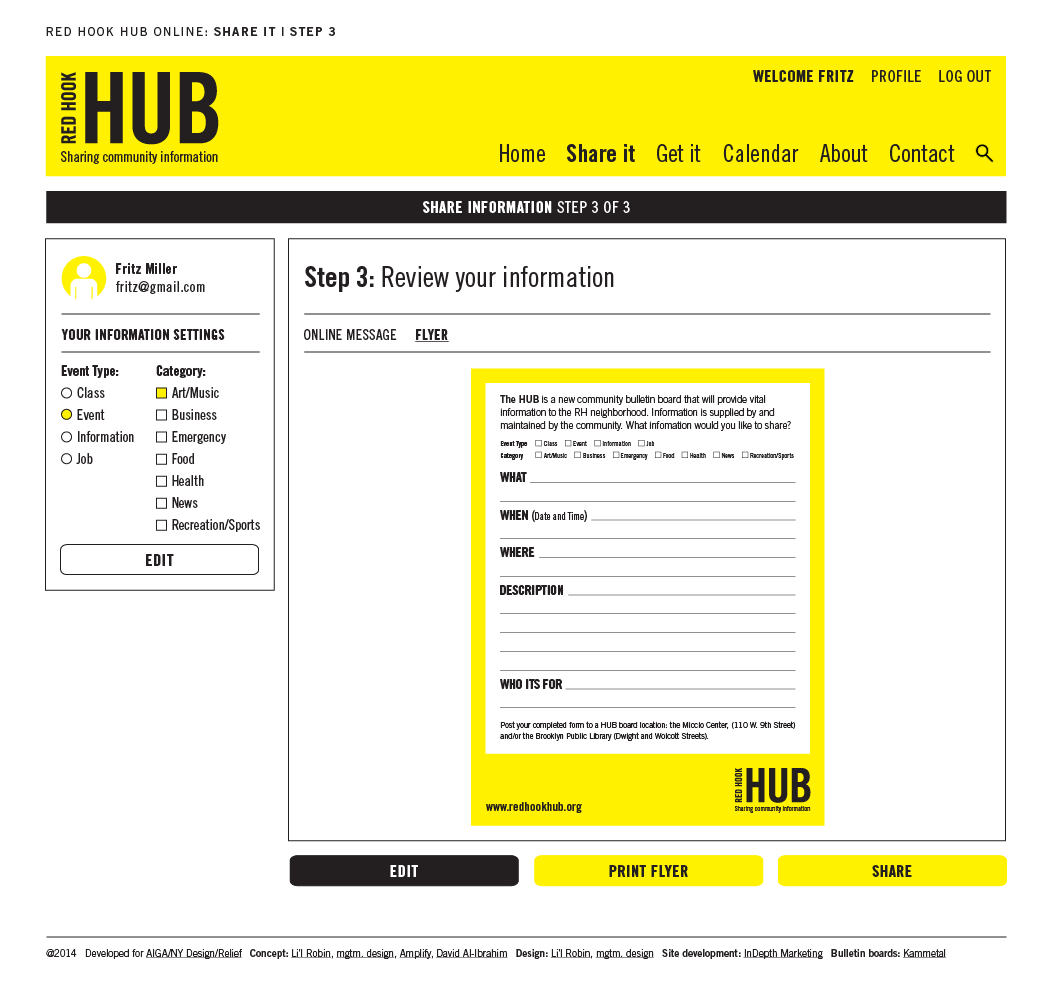 RED HOOK HUB ONLINE: SHARE IT | STEP 3
RED HOOK
HUB
Sharing community information
WELCOME FRITZ PROFILE LOG OUT
Home Share it Get it Calendar About Contact
SHARE INFORMATION STEP 3 OF 3
Fritz Miller
fritz@gmail.com
YOUR INFORMATION SETTINGS
Event Type: Category:
Class Art/Music
Event Business
Information Emergency
Job Food
Health
News
Recreation/Sports
EDIT
Step 3: Review your information
ONLINE MESSAGE FLYER
The HUB is a new community bulletin board that will provide vital
information to the RH neighborhood. Information is supplied by and
maintained by the community. What infomation would you like to share?
Event Type Class Event Information Job
Category Art/Music Business Emergency Food Health News Recreation/Sports
WHAT
WHEN (Date and Time)
WHERE
DESCRIPTION
WHO ITS FOR
Post your completed form to a HUB board location: the Miccio Center, (110 W. 9th Street)
and/or the Brooklyn Public Library (Dwight and Wolcott Streets).
www.redhookhub.org
RED HOOK
HUB
Sharing community information
EDIT PRINT FLYER SHARE
@2014 Developed for AIGA/NY Design/Relief Concept: Li'l Robin, mgtm. design, Amplify, David Al-Ibrahim Design: Li'l Robin, mgtm. design Site development: InDepth Marketing Bulletin boards: Kammetal